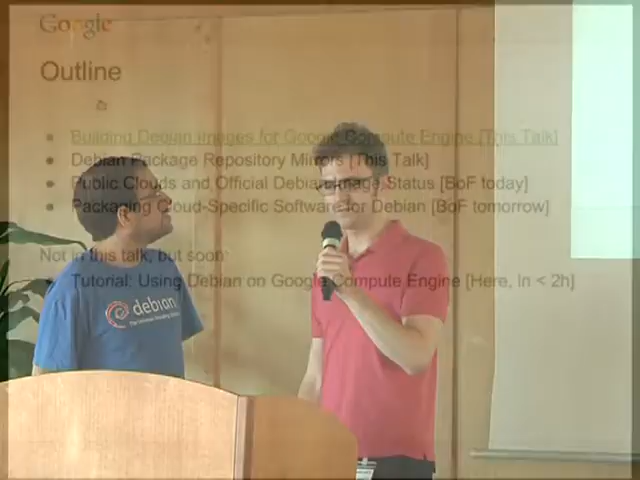 Google
Outline
Building Debian Images for Google Compute Engine [This Talk]
Debian Package Repository Mirrors [This Talk]
Public Clouds and Official Debian Image Status [BoF today]
Packaging Cloud-Specific Software for Debian [BoF tomorrow]
Not in this talk, but soon
Tutorial: Using Debian on Google Compute Engine [Here, In < 2h]
debian